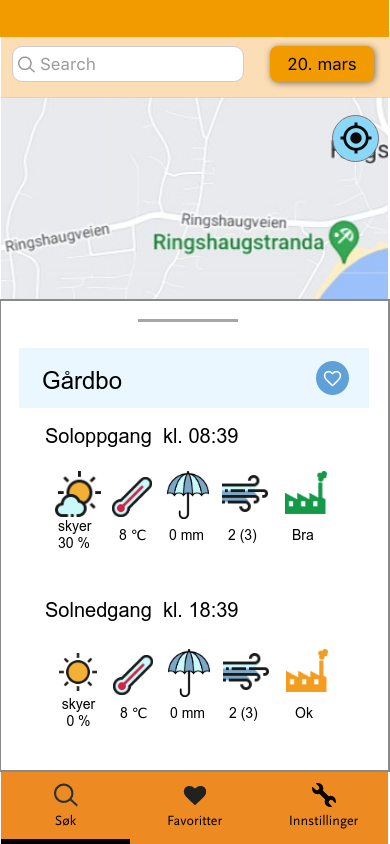 Search
20. mars
Rings
Ringshaugveien
Ringshaugveien
Ringshaugstranda
Gårdbo
Soloppgang kl. 08:39
skyer
30 %
8 °C
0 mm
2 (3)
Bra
Solnedgang kl. 18:39
skyer
0 %
8 °C
0 mm
2 (3)
Ok
Søk
Favoritter
Innstillinger